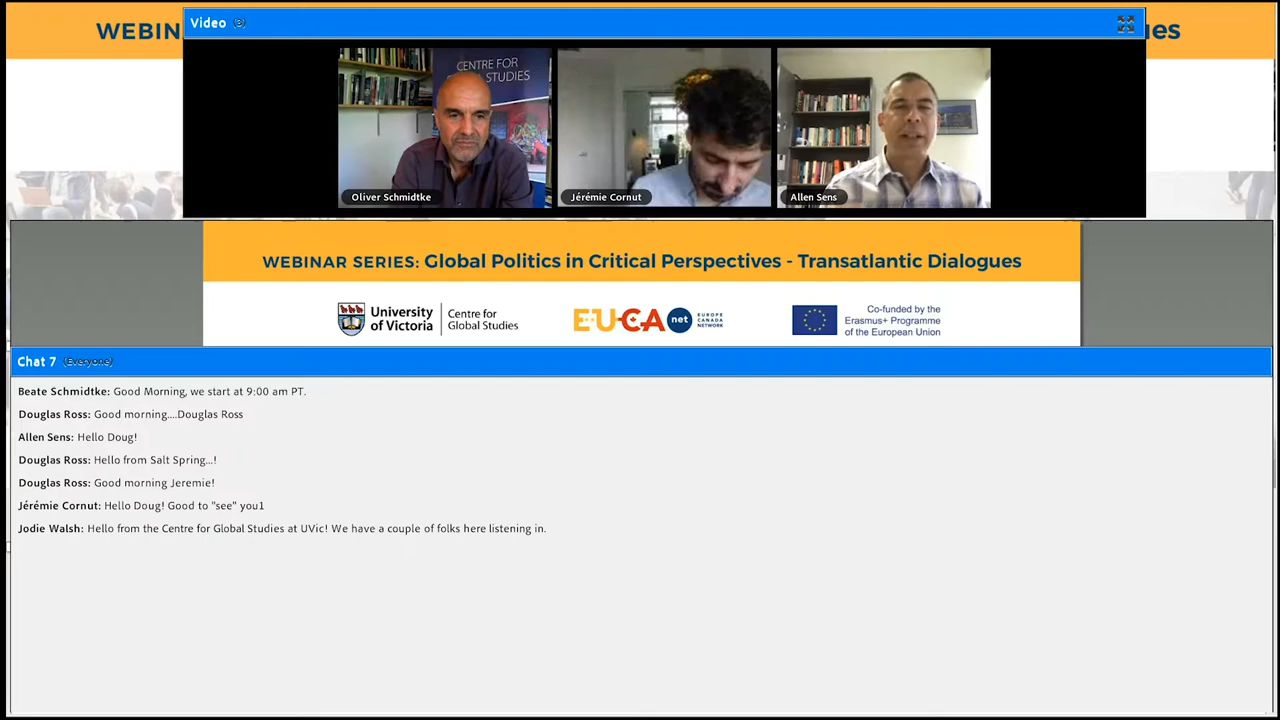 WEBIN
es
Video (3)
CENTRE FOR
AL STUDIES
Oliver Schmidtke
Jérémie Cornut
Allen Sens
WEBINAR SERIES: Global Politics in Critical Perspectives - Transatlantic Dialogues
University
of Victoria
Centre for
Global Studies
EU-CA
net
EUROPE
CANADA
NETWORK
Co-funded by the
Erasmus+ Programme
of the European Union
Chat 7 (Everyone)
Beate Schmidtke: Good Morning, we start at 9:00 am PT.
Douglas Ross: Good morning....Douglas Ross
Allen Sens: Hello Doug!
Douglas Ross: Hello from Salt Spring...!
Douglas Ross: Good morning Jeremie!
Jérémie Cornut: Hello Doug! Good to "see" you1
Jodie Walsh: Hello from the Centre for Global Studies at UVic! We have a couple of folks here listening in.